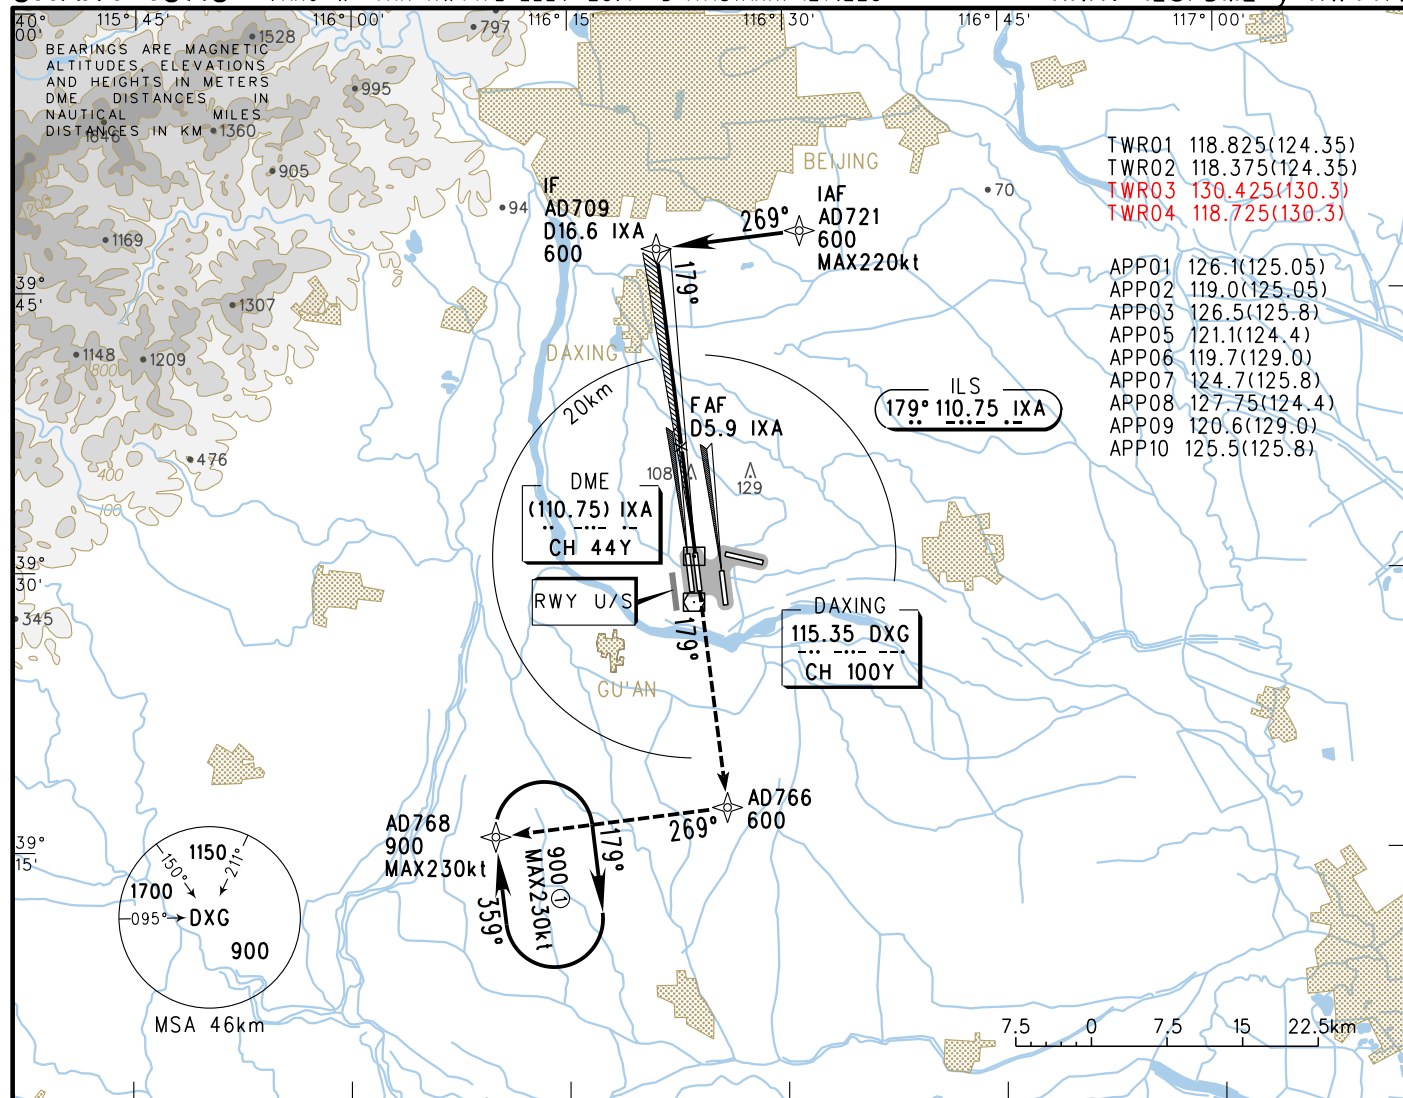 40°
00'
115°45'
116°00'
116°15'
116°30'
116°45'
117°00'
BEARINGS ARE MAGNETIC
ALTITUDES, ELEVATIONS
AND HEIGHTS IN METERS
DME DISTANCES IN
NAUTICAL MILES
DISTANCES IN KM
1528
797
995
1646
1360
905
94
70
1169
1307
1148
1209
800
476
400
100
345
BEIJING
IF
AD709
D16.6 IXA
600
269°
IAF
AD721
600
MAX220kt
179°
TWR01 118.825(124.35)
TWR02 118.375(124.35)
TWR03 130.425(130.3)
TWR04 118.725(130.3)
APP01 126.1(125.05)
APP02 119.0(125.05)
APP03 126.5(125.8)
APP05 121.1(124.4)
APP06 119.7(129.0)
APP07 124.7(125.8)
APP08 127.75(124.4)
APP09 120.6(129.0)
APP10 125.5(125.8)
39°
45'
DAXING
20km
ILS
179° 110.75 IXA
FAF
D5.9 IXA
108
129
DME
(110.75) IXA
CH 44Y
39°
30'
RWY U/S
DAXING
115.35 DXG
CH 100Y
179°
GU'AN
AD766
600
269°
AD768
900
MAX230kt
179°
900 ①
MAX230kt
359°
39°
15'
1150
150°
211°
1700
095°
DXG
900
MSA 46km
7.5 0 7.5 15 22.5km